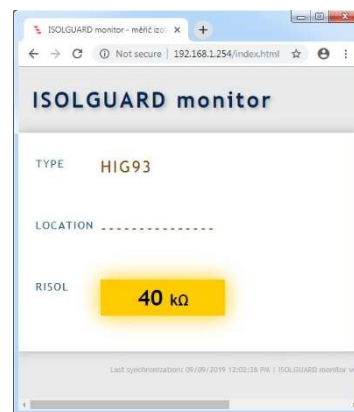 ISOLGUARD monitor - měřič izol
Not secure | 192.168.1.254/index.html
ISOLGUARD monitor
TYPE HIG93
LOCATION ---------------
RISOL 40 kΩ
Last synchronization: 09/09/2019 12:02:36 PM | ISOLGUARD monitor